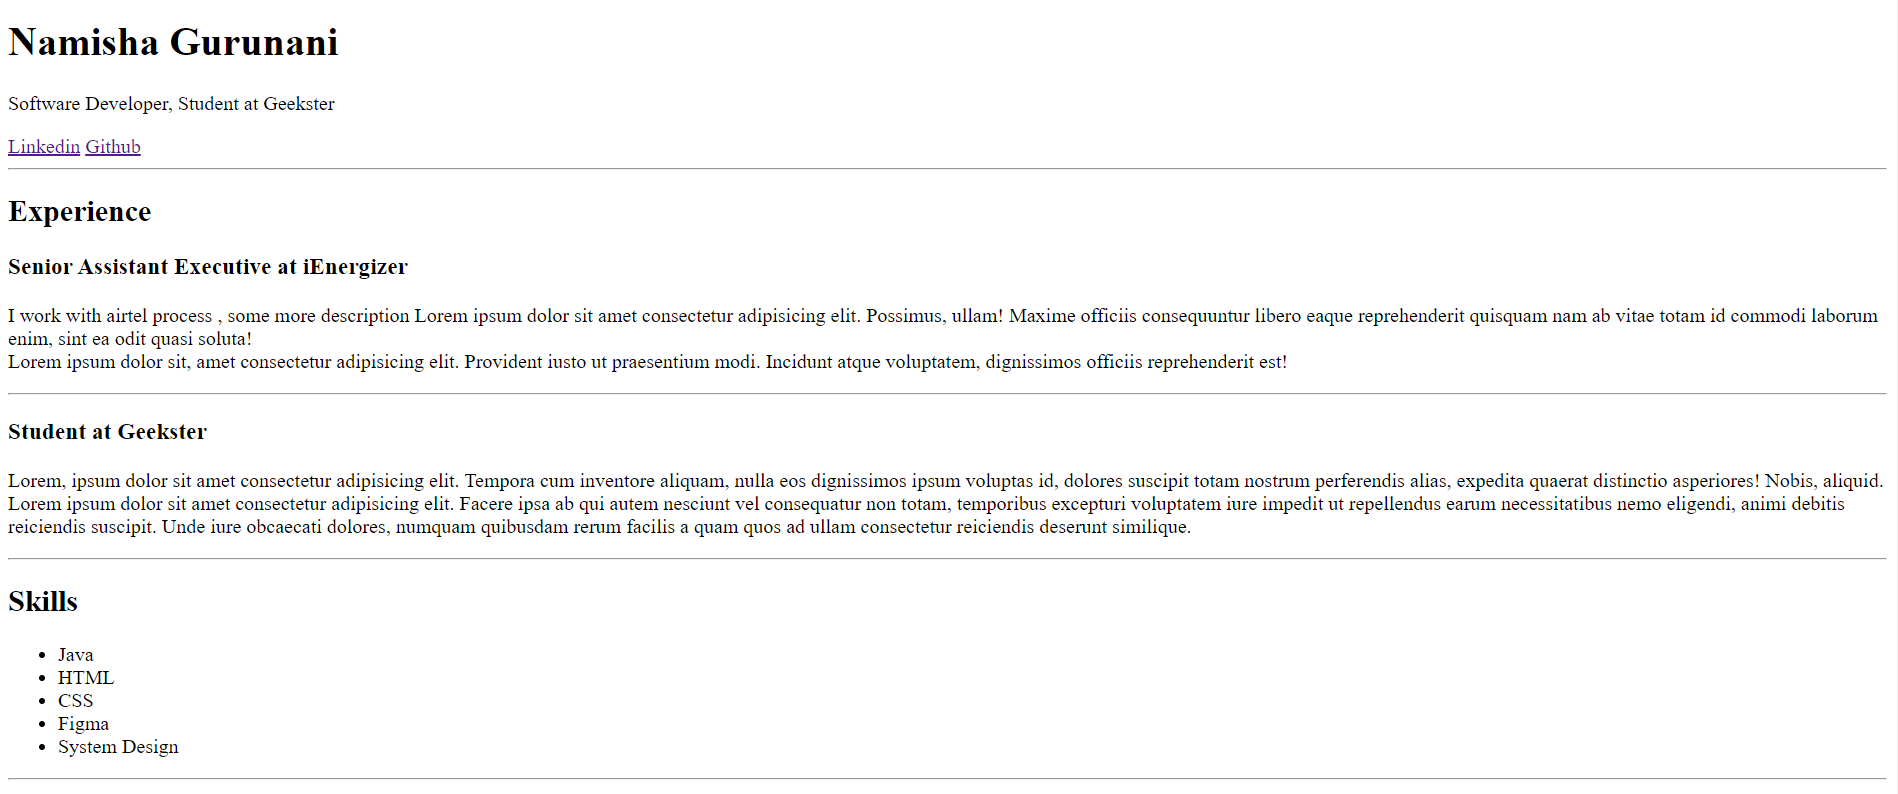 Namisha Gurunani
Software Developer, Student at Geekster
Linkedin Github
Experience
Senior Assistant Executive at iEnergizer
I work with airtel process , some more description Lorem ipsum dolor sit amet consectetur adipisicing elit. Possimus, ullam! Maxime officiis consequuntur libero eaque reprehenderit quisquam nam ab vitae totam id commodi laborum
enim, sint ea odit quasi soluta!
Lorem ipsum dolor sit, amet consectetur adipisicing elit. Provident iusto ut praesentium modi. Incidunt atque voluptatem, dignissimos officiis reprehenderit est!
Student at Geekster
Lorem, ipsum dolor sit amet consectetur adipisicing elit. Tempora cum inventore aliquam, nulla eos dignissimos ipsum voluptas id, dolores suscipit totam nostrum perferendis alias, expedita quaerat distinctio asperiores! Nobis, aliquid.
Lorem ipsum dolor sit amet consectetur adipisicing elit. Facere ipsa ab qui autem nesciunt vel consequatur non totam, temporibus excepturi voluptatem iure impedit ut repellendus earum necessitatibus nemo eligendi, animi debitis
reiciendis suscipit. Unde iure obcaecati dolores, numquam quibusdam rerum facilis a quam quos ad ullam consectetur reiciendis deserunt similique.
Skills
• Java
• HTML
• CSS
• Figma
• System Design